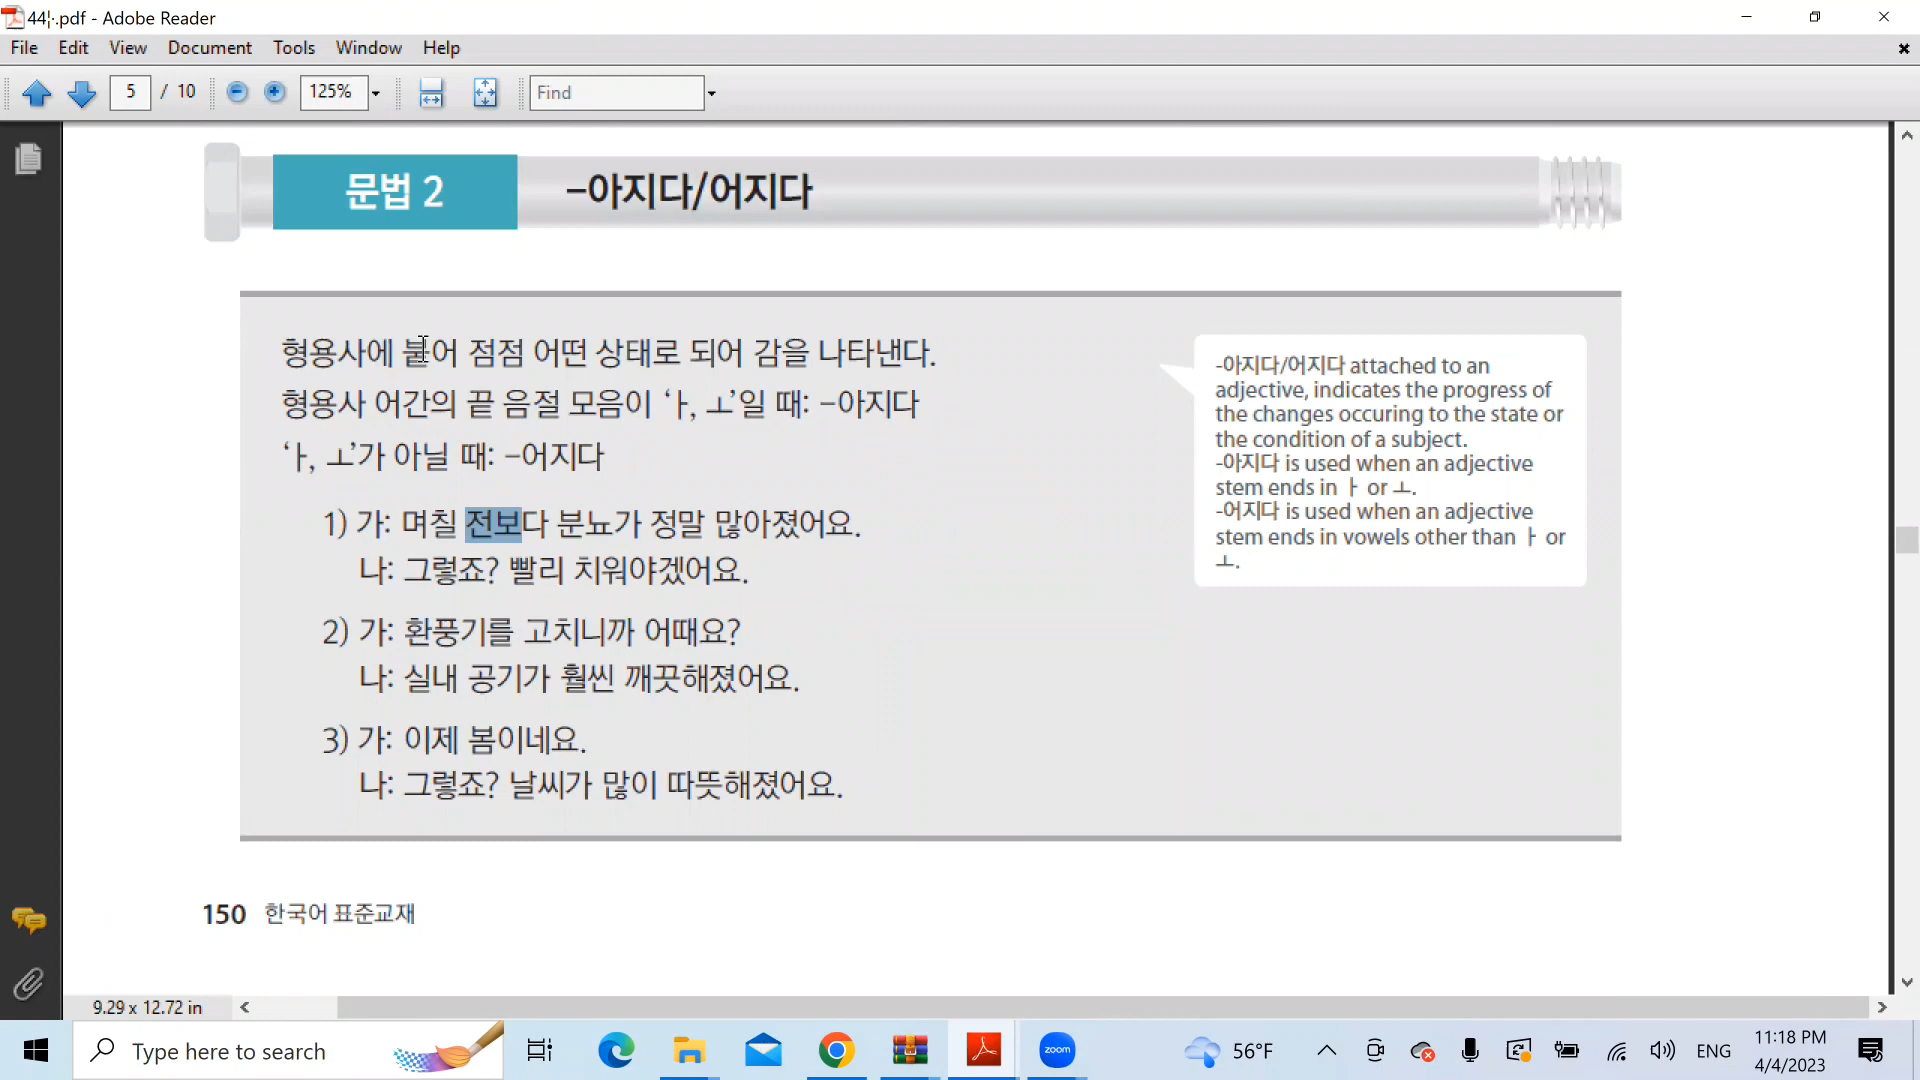 44¦·.pdf - Adobe Reader
File Edit View Document Tools Window Help
5 / 10 125% Find
문법 2 –아지다/어지다
형용사에 붙어 점점 어떤 상태로 되어 감을 나타낸다.
형용사 어간의 끝 음절 모음이 ‘ㅏ, ㅗ’일 때: –아지다
‘ㅏ, ㅗ’가 아닐 때: –어지다
1) 가: 며칠 전보다 분뇨가 정말 많아졌어요.
나: 그렇죠? 빨리 치워야겠어요.
2) 가: 환풍기를 고치니까 어때요?
나: 실내 공기가 훨씬 깨끗해졌어요.
3) 가: 이제 봄이네요.
나: 그렇죠? 날씨가 많이 따뜻해졌어요.
-아지다/어지다 attached to an
adjective, indicates the progress of
the changes occuring to the state or
the condition of a subject.
-아지다 is used when an adjective
stem ends in ㅏ or ㅗ.
-어지다 is used when an adjective
stem ends in vowels other than ㅏ or
ㅗ.
150 한국어 표준교재
9.29 x 12.72 in
Type here to search
zoom
56°F
ENG
11:18 PM
4/4/2023